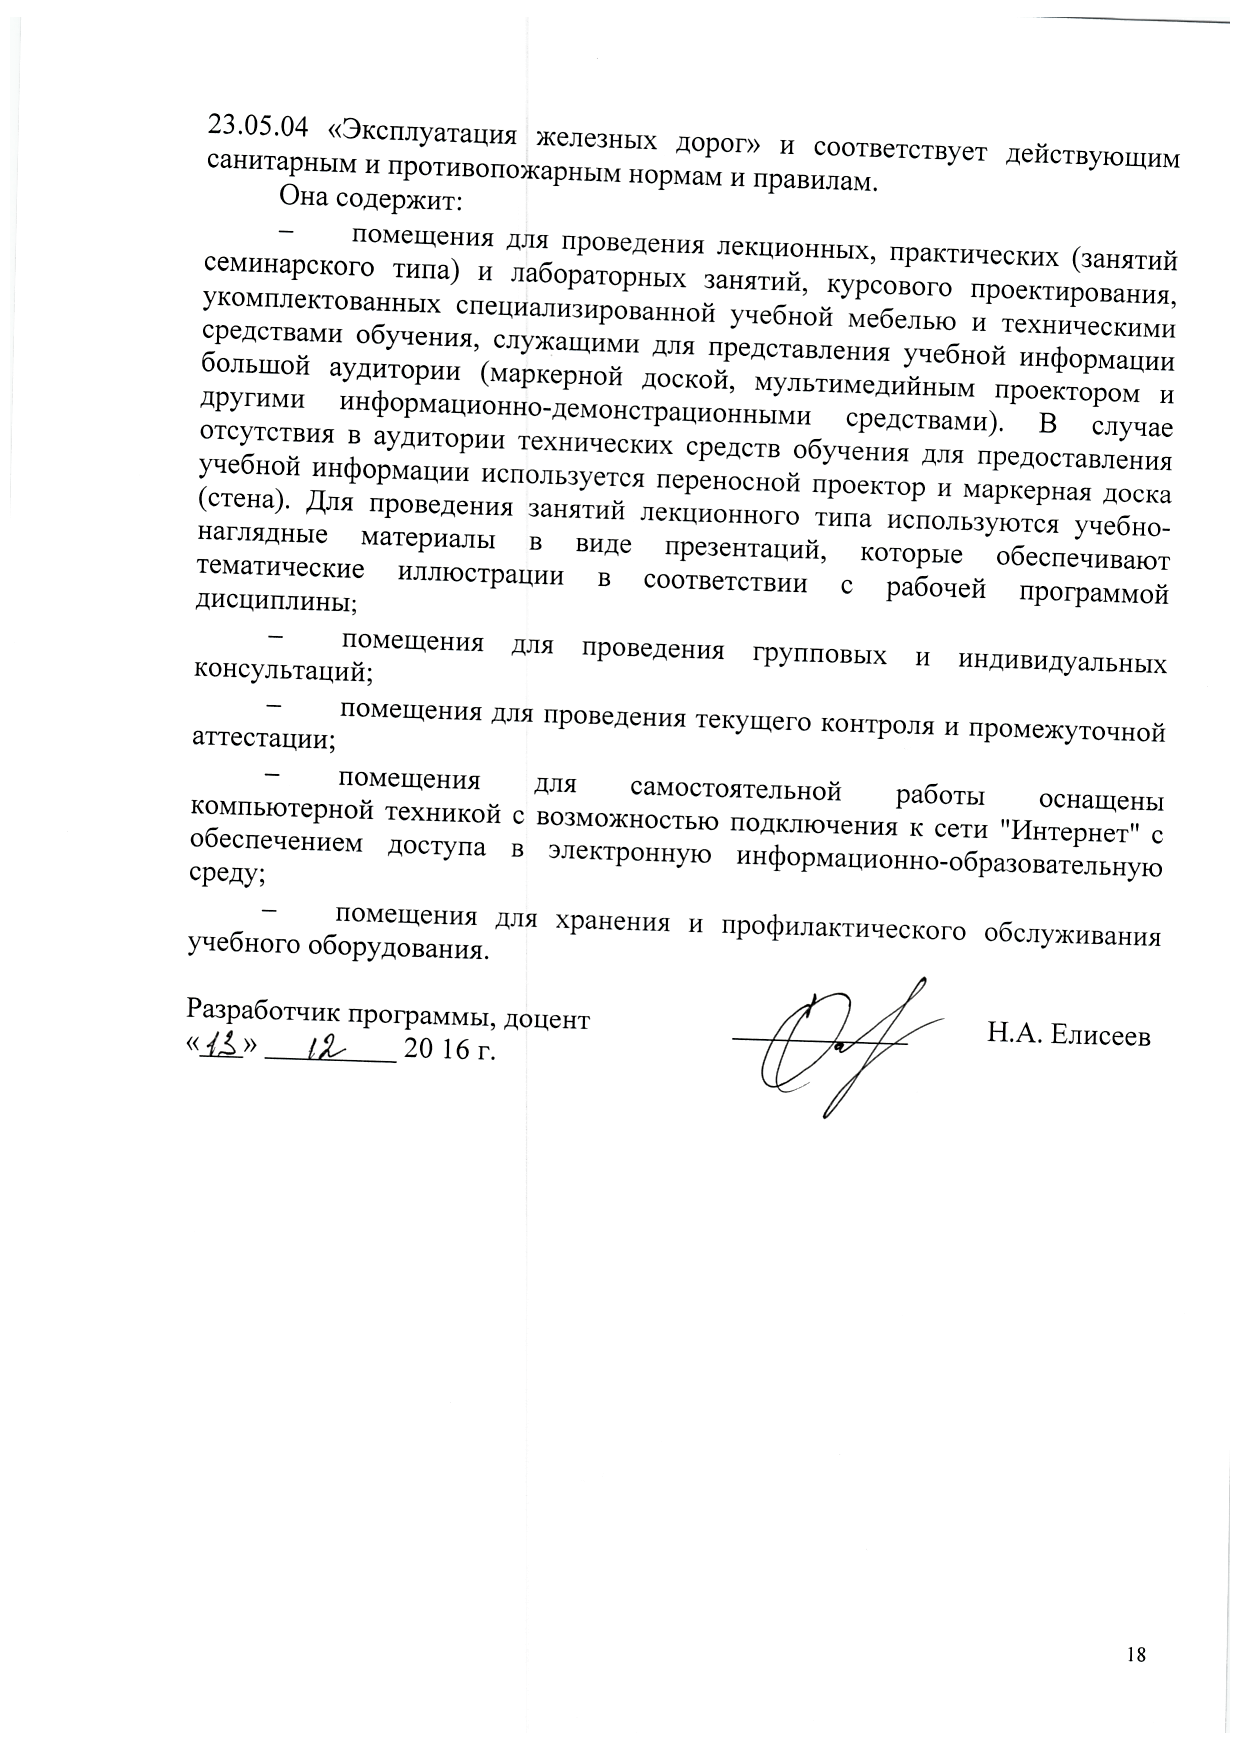 23.05.04 «Эксплуатация железных дорог» и соответствует действующим
санитарным и противопожарным нормам и правилам.
Она содержит:
– помещения для проведения лекционных, практических (занятий
семинарского типа) и лабораторных занятий, курсового проектирования,
укомплектованных специализированной учебной мебелью и техническими
средствами обучения, служащими для представления учебной информации
большой аудитории (маркерной доской, мультимедийным проектором и
другими информационно-демонстрационными средствами). В случае
отсутствия в аудитории технических средств обучения для предоставления
учебной информации используется переносной проектор и маркерная доска
(стена). Для проведения занятий лекционного типа используются учебно-
наглядные материалы в виде презентаций, которые обеспечивают
тематические иллюстрации в соответствии с рабочей программой
дисциплины;
– помещения для проведения групповых и индивидуальных
консультаций;
– помещения для проведения текущего контроля и промежуточной
аттестации;
– помещения для самостоятельной работы оснащены
компьютерной техникой с возможностью подключения к сети "Интернет" с
обеспечением доступа в электронную информационно-образовательную
среду;
– помещения для хранения и профилактического обслуживания
учебного оборудования.
Разработчик программы, доцент Н.А. Елисеев
«13» 12 20 16 г.
18